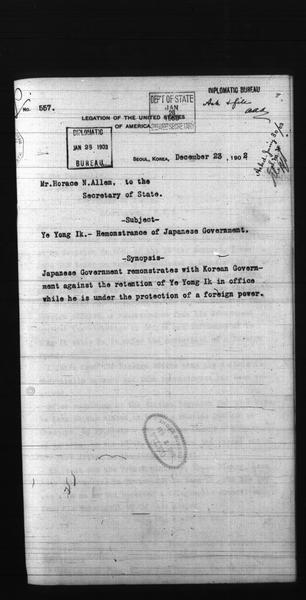 No. 557.
DIPLOMATIC BUREAU
DEP'T OF STATE
JAN
LEGATION OF THE UNITED STATES
OF AMERICA
DIPLOMATIC
JAN 28 1903
BUREAU
SEOUL, KOREA, December 23, 1902
Mr. Horace N. Allen, to the
Secretary of State.
-Subject-
Ye Yong Ik.- Remonstrance of Japanese Government.
-Synopsis-
Japanese Government remonstrates with Korean Govern-
ment against the retention of Ye Yong Ik in office
while he is under the protection of a foreign power.